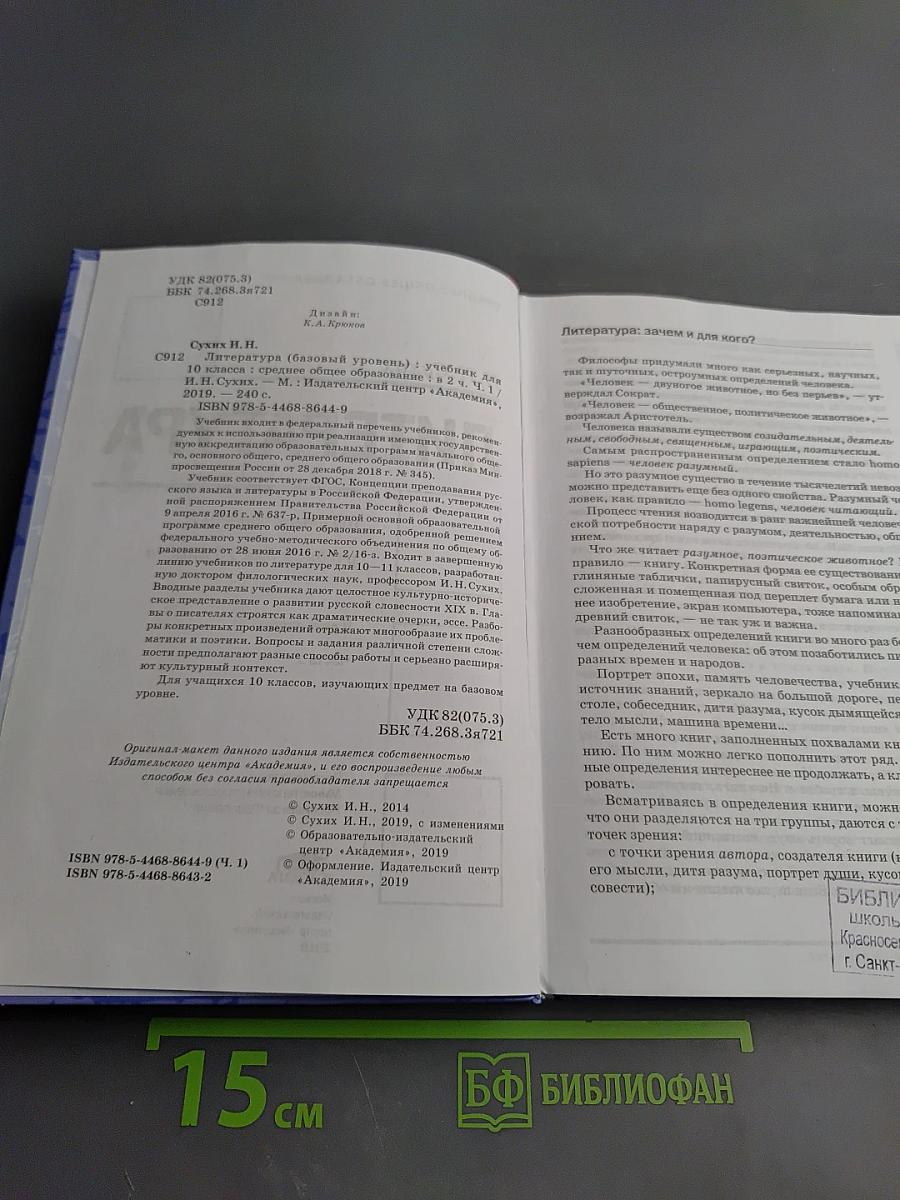 УДК 82(075.3)
ББК 74.268.3я721
С912
Дизайн:
К.А. Крюков
Сухих И. Н.
С912 Литература (базовый уровень) : учебник для
10 класса : среднее общее образование : в 2 ч. Ч. 1 /
И. Н. Сухих. — М. : Издательский центр «Академия»,
2019. — 240 с.
ISBN 978-5-4468-8644-9
Учебник входит в федеральный перечень учебников, рекомен-
дуемых к использованию при реализации имеющих государствен-
ную аккредитацию образовательных программ начального обще-
го, основного общего, среднего общего образования (Приказ Мин-
просвещения России от 28 декабря 2018 г. № 345).
Учебник соответствует ФГОС, Концепции преподавания рус-
ского языка и литературы в Российской Федерации, утвержден-
ной распоряжением Правительства Российской Федерации от
9 апреля 2016 г. № 637-р, Примерной основной образовательной
программе среднего общего образования, одобренной решением
федерального учебно-методического объединения по общему об-
разованию от 28 июня 2016 г. № 2/16-з. Входит в завершенную
линию учебников по литературе для 10—11 классов, разработан-
ную доктором филологических наук, профессором И. Н. Сухих.
Вводные разделы учебника дают целостное культурно-историче-
ское представление о развитии русской словесности XIX в. Гла-
вы о писателях строятся как драматические очерки, эссе. Разбо-
ры конкретных произведений отражают многообразие их пробле-
матики и поэтики. Вопросы и задания различной степени слож-
ности предполагают разные способы работы и серьезно расширя-
ют культурный контекст.
Для учащихся 10 классов, изучающих предмет на базовом
уровне.
УДК 82(075.3)
ББК 74.268.3я721
Оригинал-макет данного издания является собственностью
Издательского центра «Академия», и его воспроизведение любым
способом без согласия правообладателя запрещается
© Сухих И. Н., 2014
© Сухих И. Н., 2019, с изменениями
© Образовательно-издательский
центр «Академия», 2019
© Оформление. Издательский центр
«Академия», 2019
ISBN 978-5-4468-8644-9 (Ч. 1)
ISBN 978-5-4468-8643-2
Литература: зачем и для кого?
Философы придумали много как серьезных, научных,
так и шуточных, остроумных определений человека.
«Человек — двуногое животное, но без перьев», — ут-
верждал Сократ.
«Человек — общественное, политическое животное», —
возражал Аристотель.
Человека называли существом созидательным, деятель-
ным, свободным, священным, играющим, поэтическим.
Самым распространенным определением стало homo
sapiens — человек разумный.
Но это разумное существо в течение тысячелетий невоз
можно представить еще без одного свойства. Разумный че
ловек, как правило — homo legens, человек читающий.
Процесс чтения возводится в ранг важнейшей человеч
ской потребности наряду с разумом, деятельностью, общ
нием.
Что же читает разумное, поэтическое животное?
правило — книгу. Конкретная форма ее существовани
глиняные таблички, папирусный свиток, особым обр
сложенная и помещенная под переплет бумага или н
нее изобретение, экран компьютера, тоже напомина
древний свиток, — не так уж и важна.
Разнообразных определений книги во много раз бо
чем определений человека: об этом позаботились пи
разных времен и народов.
Портрет эпохи, память человечества, учебник
источник знаний, зеркало на большой дороге, пе
столе, собеседник, дитя разума, кусок дымящейся
тело мысли, машина времени...
Есть много книг, заполненных похвалами кн
нию. По ним можно легко пополнить этот ряд.
ные определения интереснее не продолжать, а кл
ровать.
Всматриваясь в определения книги, можн
что они разделяются на три группы, даются с т
точек зрения:
с точки зрения автора, создателя книги (
его мысли, дитя разума, портрет души, кусо
совести);
БИБЛИ
ШКОЛЫ
Красносе
г. Санкт-
15 см
БФ БИБЛИОФАН